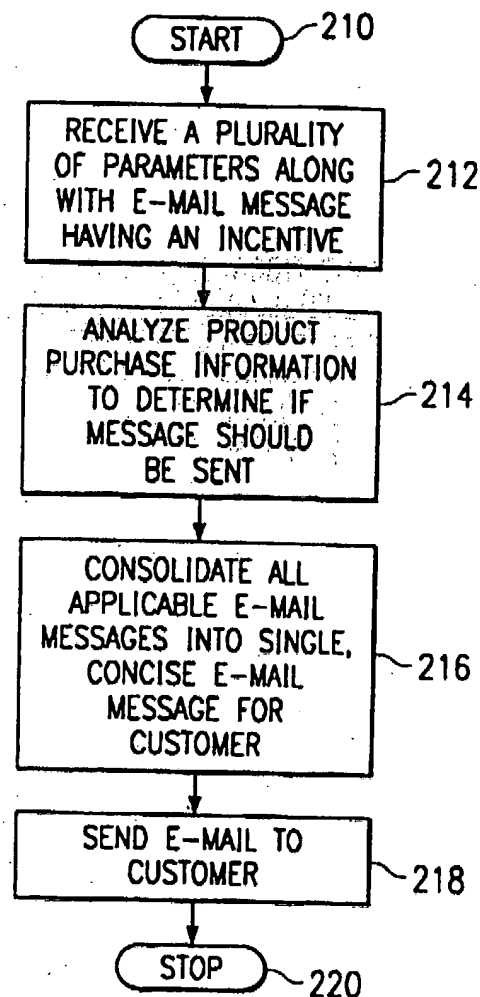 START
210
RECEIVE A PLURALITY
OF PARAMETERS ALONG
WITH E-MAIL MESSAGE
HAVING AN INCENTIVE
212
ANALYZE PRODUCT
PURCHASE INFORMATION
TO DETERMINE IF
MESSAGE SHOULD
BE SENT
214
CONSOLIDATE ALL
APPLICABLE E-MAIL
MESSAGES INTO SINGLE,
CONCISE E-MAIL
MESSAGE FOR
CUSTOMER
216
SEND E-MAIL TO
CUSTOMER
218
STOP
220